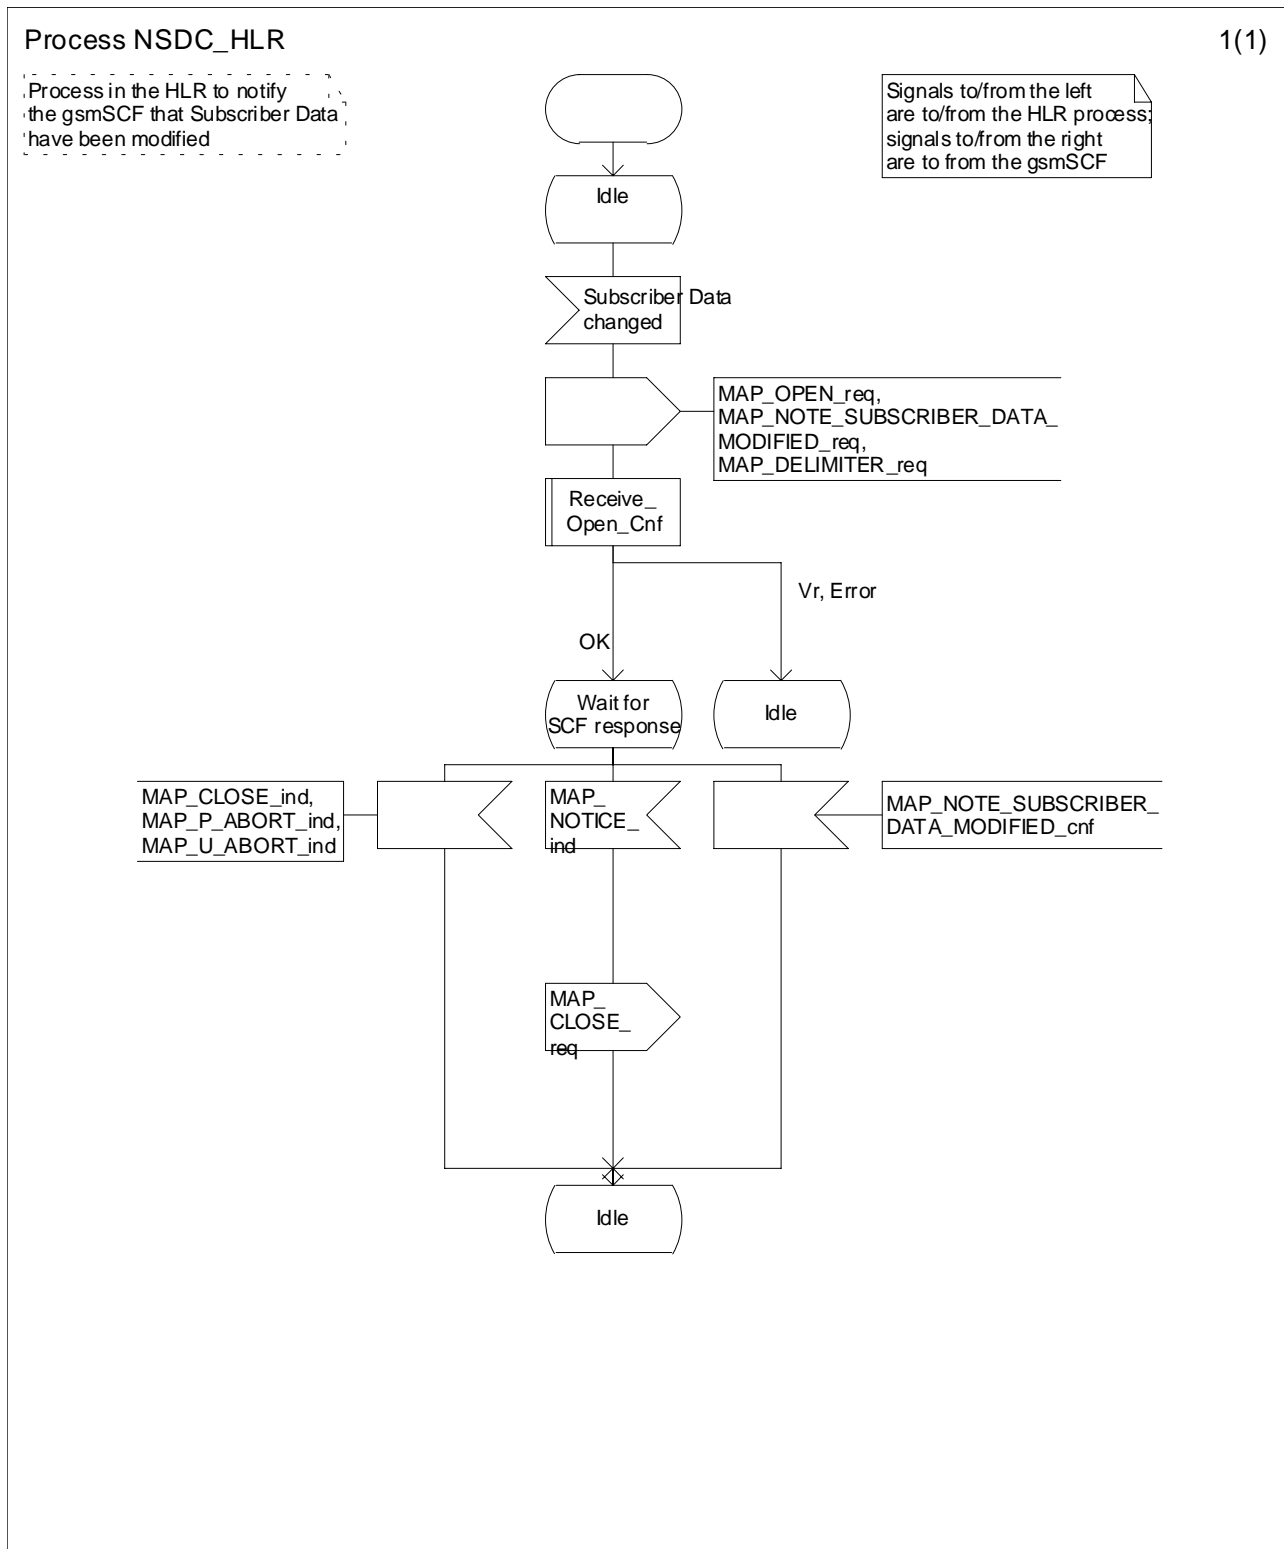 Process NSDC_HLR
1(1)
Process in the HLR to notify
the gsmSCF that Subscriber Data
have been modified
Signals to/from the left
are to/from the HLR process;
signals to/from the right
are to from the gsmSCF
Idle
Subscriber Data
changed
MAP_OPEN_req,
MAP_NOTE_SUBSCRIBER_DATA_
MODIFIED_req,
MAP_DELIMITER_req
Receive_
Open_Cnf
Vr, Error
OK
Wait for
SCF response
Idle
MAP_CLOSE_ind,
MAP_P_ABORT_ind,
MAP_U_ABORT_ind
MAP_
NOTICE_
ind
MAP_NOTE_SUBSCRIBER_
DATA_MODIFIED_cnf
MAP_
CLOSE_
req
Idle